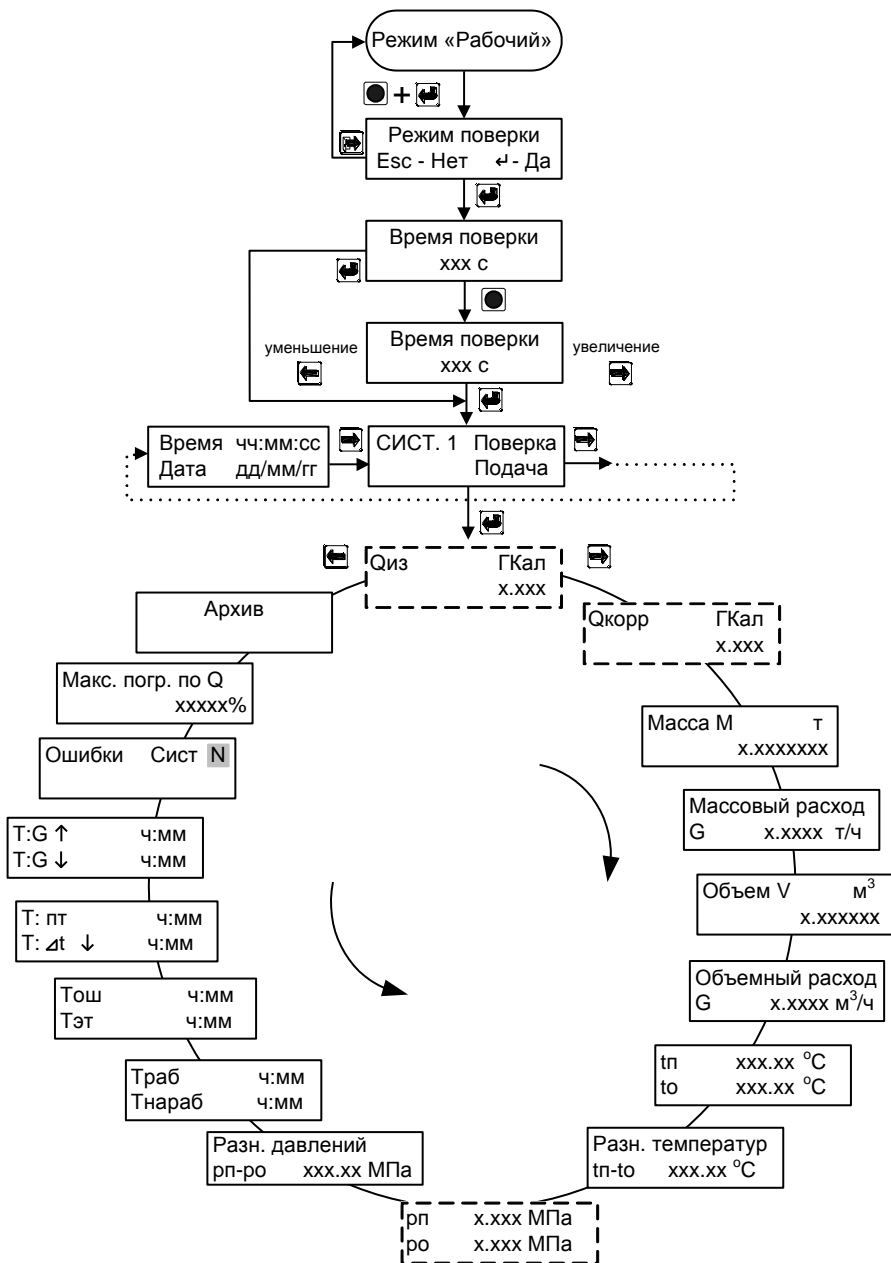 Режим «Рабочий»
+
Режим поверки
Esc - Нет ↵- Да
Время поверки
xxx с
Время поверки
xxx с
уменьшение
увеличение
Время чч:мм:сс
Дата дд/мм/гг
СИСТ. 1 Поверка
Подача
Qиз ГКал
x.xxx
Qкорр ГКал
x.xxx
Масса М т
x.xxxxxxx
Массовый расход
G x.xxxx т/ч
Объем V м³
x.xxxxxx
Объемный расход
G x.xxxx м³/ч
tп xxx.xx °C
tо xxx.xx °C
Разн. температур
tп-tо xxx.xx °C
рп x.xxx МПа
ро x.xxx МПа
Разн. давлений
рп-ро xxx.xx МПа
Траб ч:мм
Тнараб ч:мм
Тош ч:мм
Тэт ч:мм
Т: пт ч:мм
Т: ⊿t ↓ ч:мм
Т:G ↑ ч:мм
Т:G ↓ ч:мм
Ошибки Сист N
Макс. погр. по Q
xxxxx%
Архив